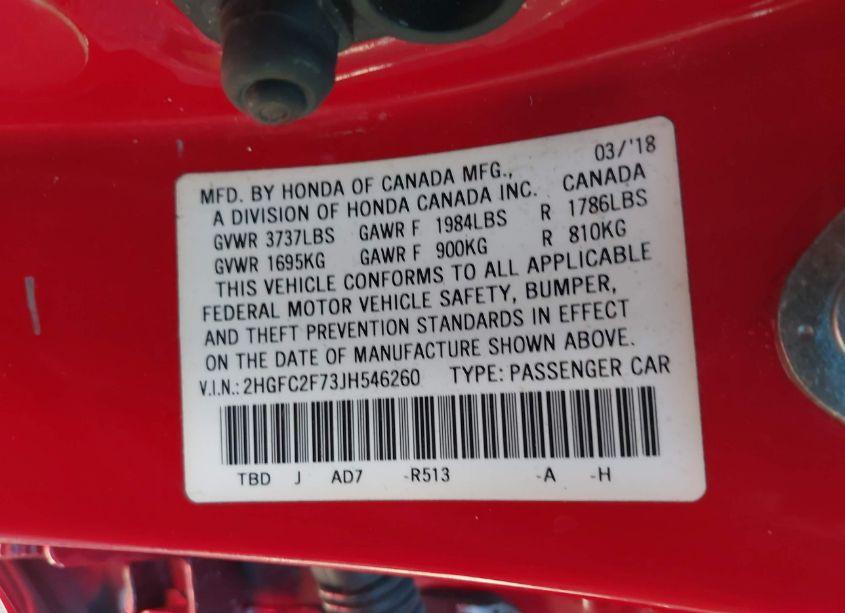 MFD. BY HONDA OF CANADA MFG., 03/'18
A DIVISION OF HONDA CANADA INC. CANADA
GVWR 3737LBS GAWR F 1984LBS R 1786LBS
GVWR 1695KG GAWR F 900KG R 810KG
THIS VEHICLE CONFORMS TO ALL APPLICABLE
FEDERAL MOTOR VEHICLE SAFETY, BUMPER,
AND THEFT PREVENTION STANDARDS IN EFFECT
ON THE DATE OF MANUFACTURE SHOWN ABOVE.
V.I.N.: 2HGFC2F73JH546260 TYPE: PASSENGER CAR
TBD J AD7 -R513 -A -H